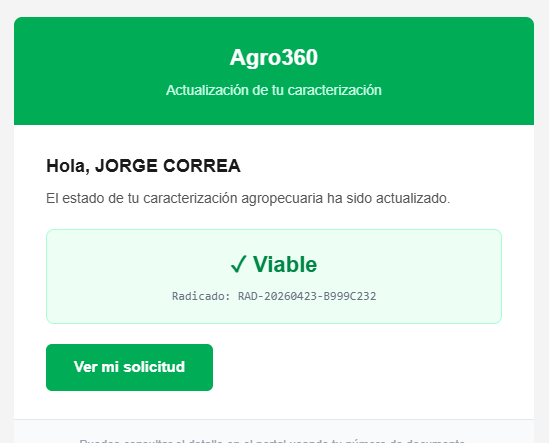 Agro360
Actualización de tu caracterización
Hola, JORGE CORREA
El estado de tu caracterización agropecuaria ha sido actualizado.
✓ Viable
Radicado: RAD-20260423-B999C232
Ver mi solicitud
Puedes consultar el detalle en el portal usando tu número de documento